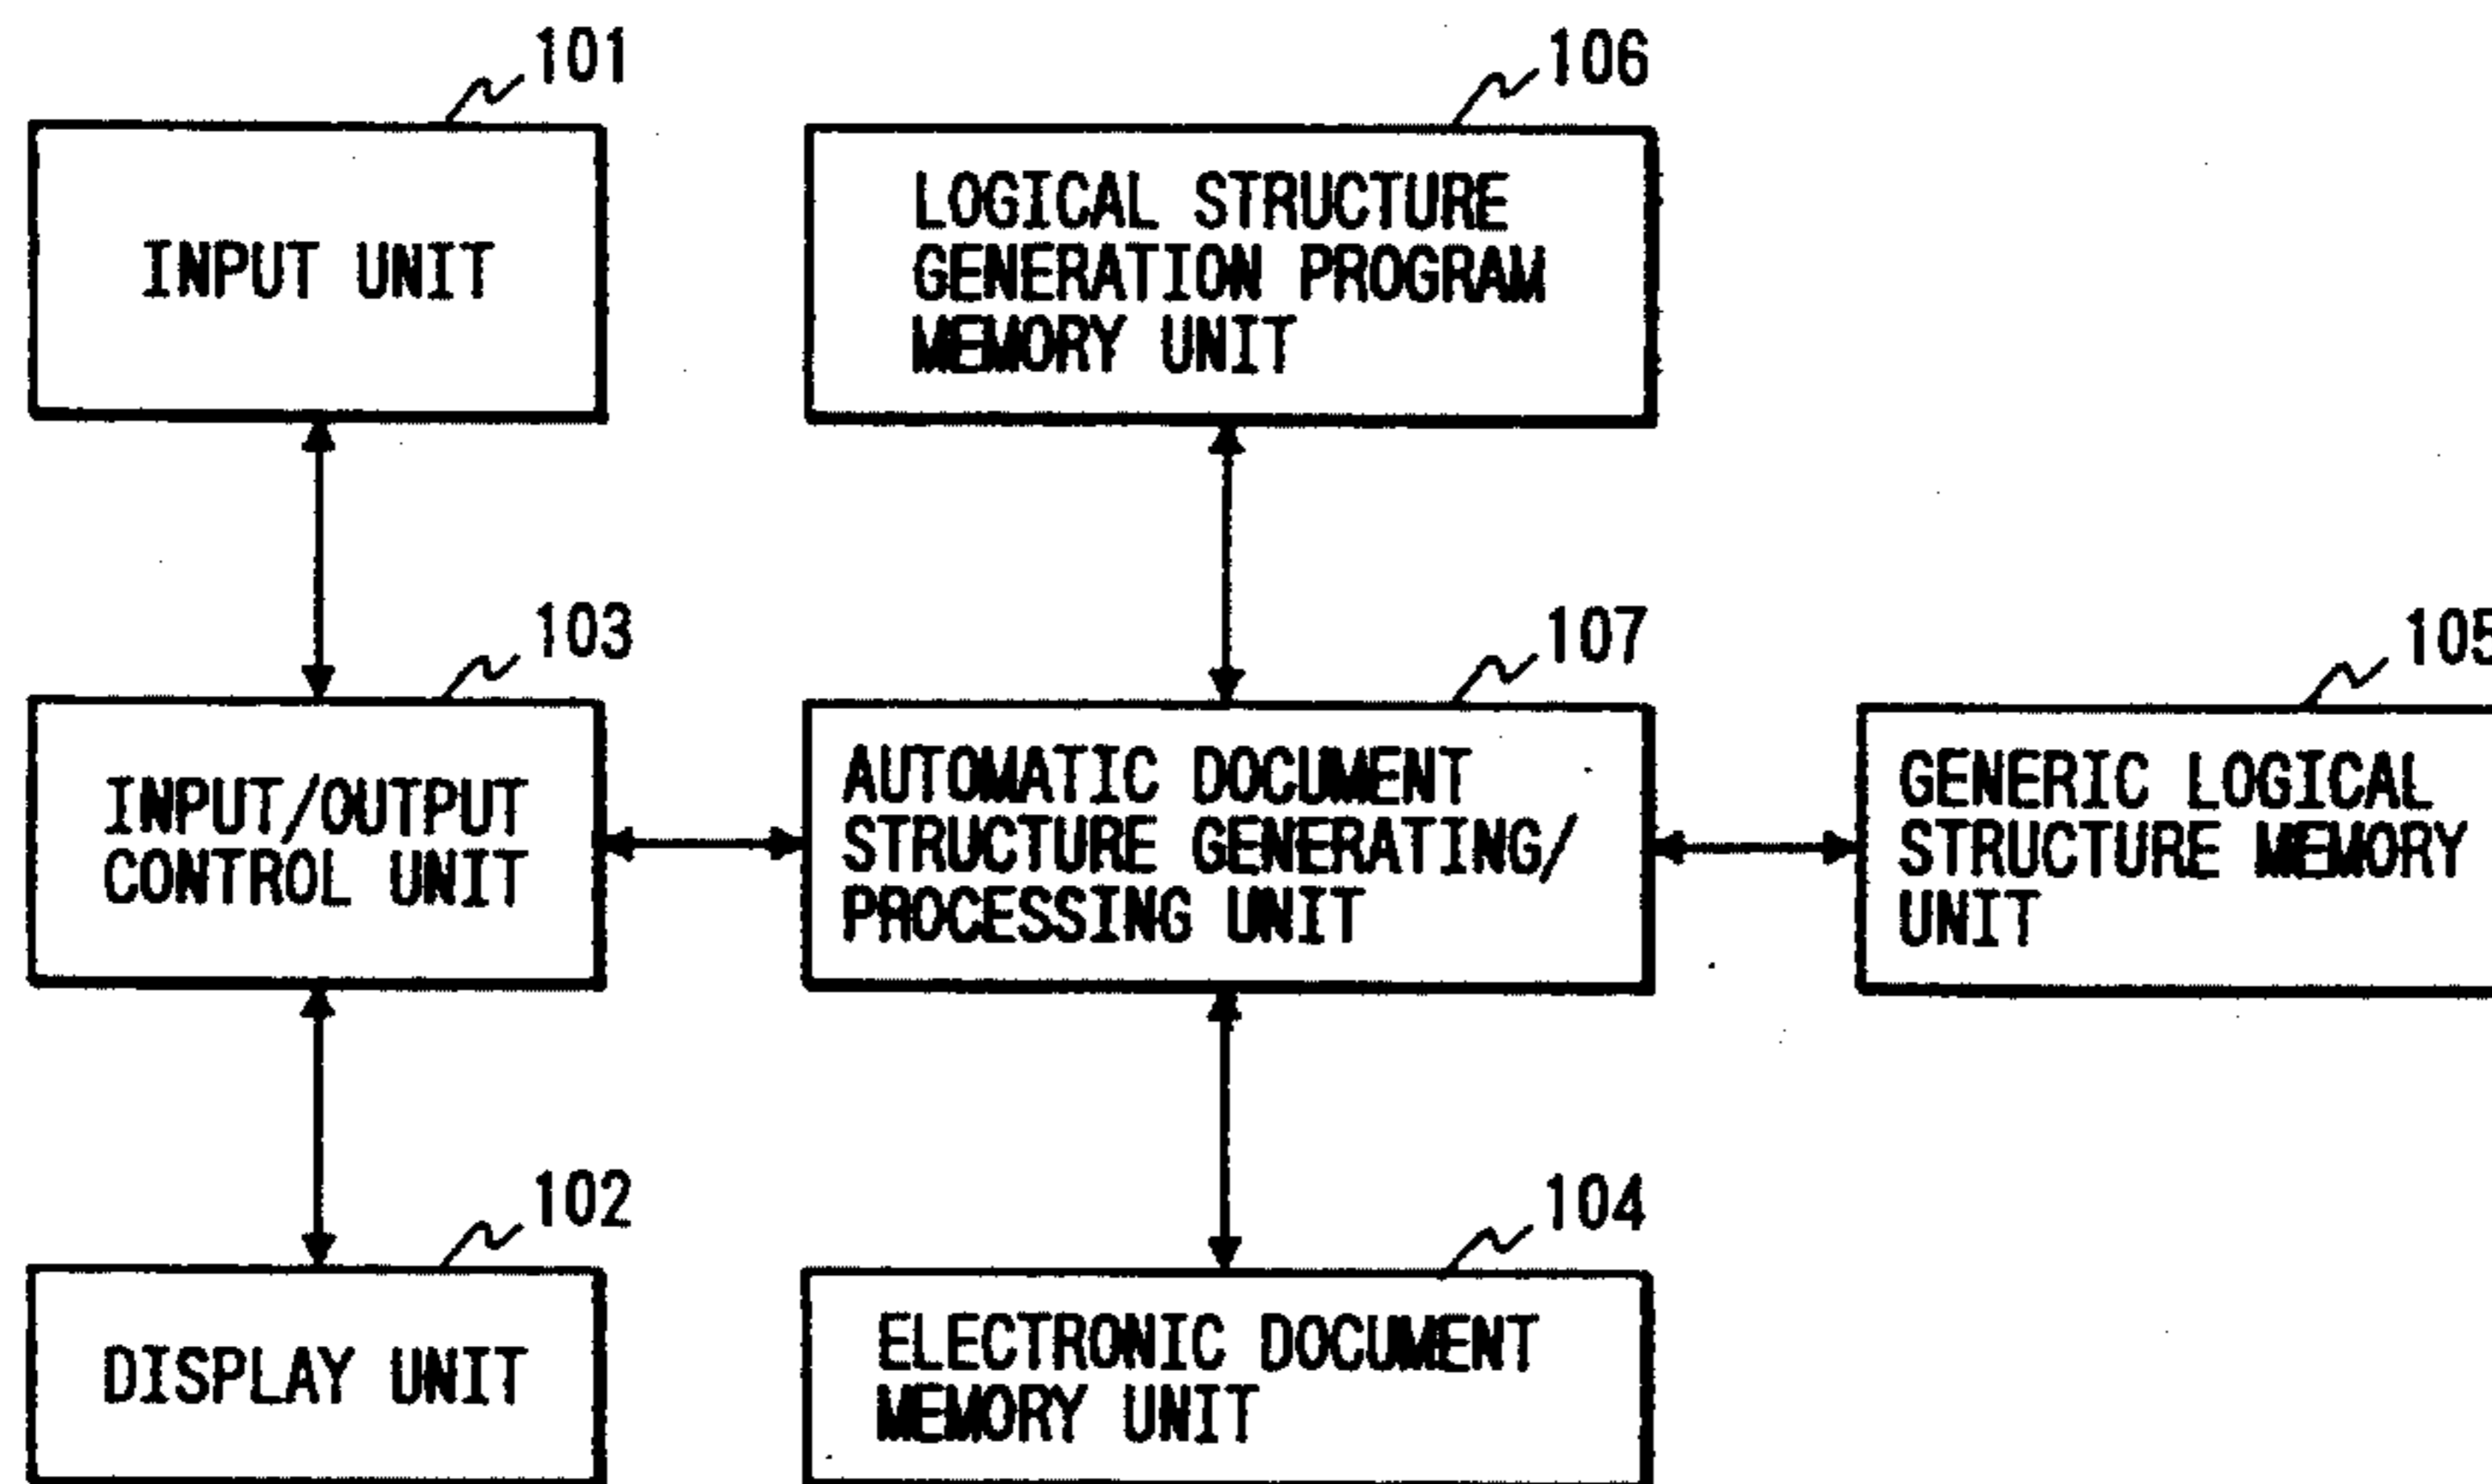 101
INPUT UNIT
106
LOGICAL STRUCTURE
GENERATION PROGRAM
MEMORY UNIT
103
INPUT/OUTPUT
CONTROL UNIT
107
AUTOMATIC DOCUMENT
STRUCTURE GENERATING/
PROCESSING UNIT
105
GENERIC LOGICAL
STRUCTURE MEMORY
UNIT
102
DISPLAY UNIT
104
ELECTRONIC DOCUMENT
MEMORY UNIT